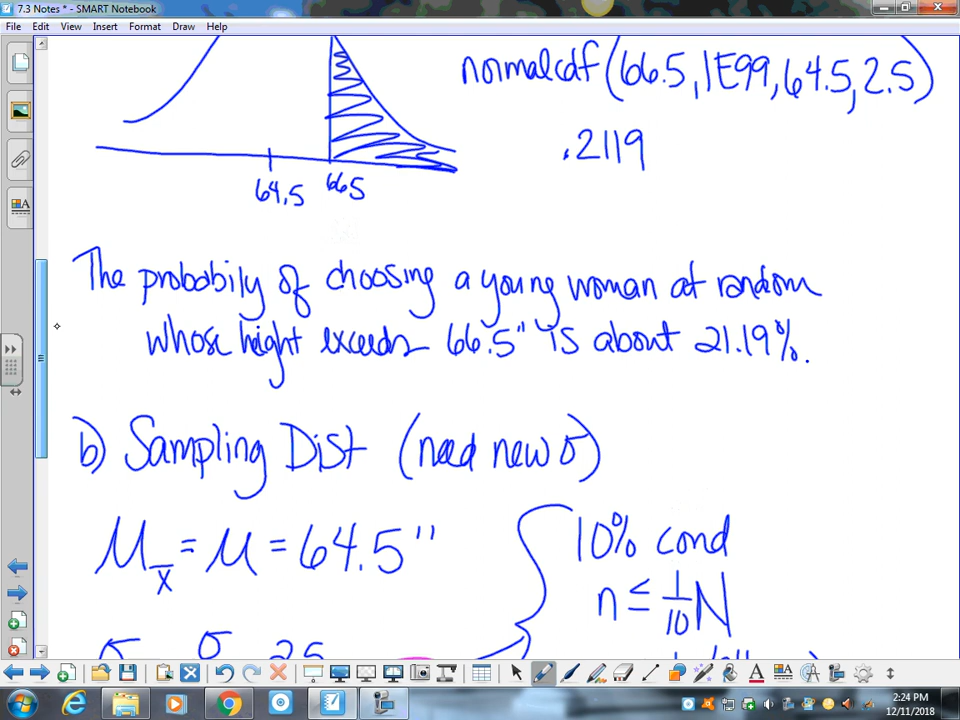 7.3 Notes * - SMART Notebook
File Edit View Insert Format Draw Help
normalcdf(66.5,1E99,64.5,2.5)
.2119
64.5 66.5
The probabily of choosing a young woman at random
whose height exceeds 66.5" is about 21.19%.
b) Sampling Dist (need new σ)
μx̄ = μ = 64.5"
10% cond
n ≤ 1/10 N
σ σ 2.5
2:24 PM
12/11/2018